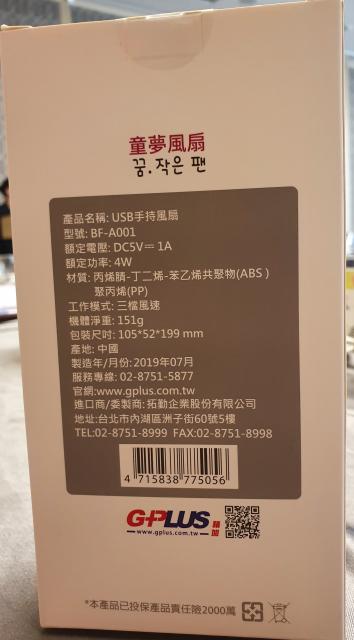 童夢風扇
꿈.작은 팬
產品名稱: USB手持風扇
型號: BF-A001
額定電壓: DC5V⎓ 1A
額定功率: 4W
材質: 丙烯腈-丁二烯-苯乙烯共聚物(ABS)
聚丙烯(PP)
工作模式: 三檔風速
機體淨重: 151g
包裝尺吋: 105*52*199 mm
產地: 中國
製造年/月份: 2019年07月
服務專線: 02-8751-5877
官網:www.gplus.com.tw
進口商/委製商: 拓勤企業股份有限公司
地址:台北市內湖區洲子街60號5樓
TEL:02-8751-8999 FAX:02-8751-8998
4 715838 775056
G-PLUS 積加
www.gplus.com.tw
*本產品已投保產品責任險2000萬